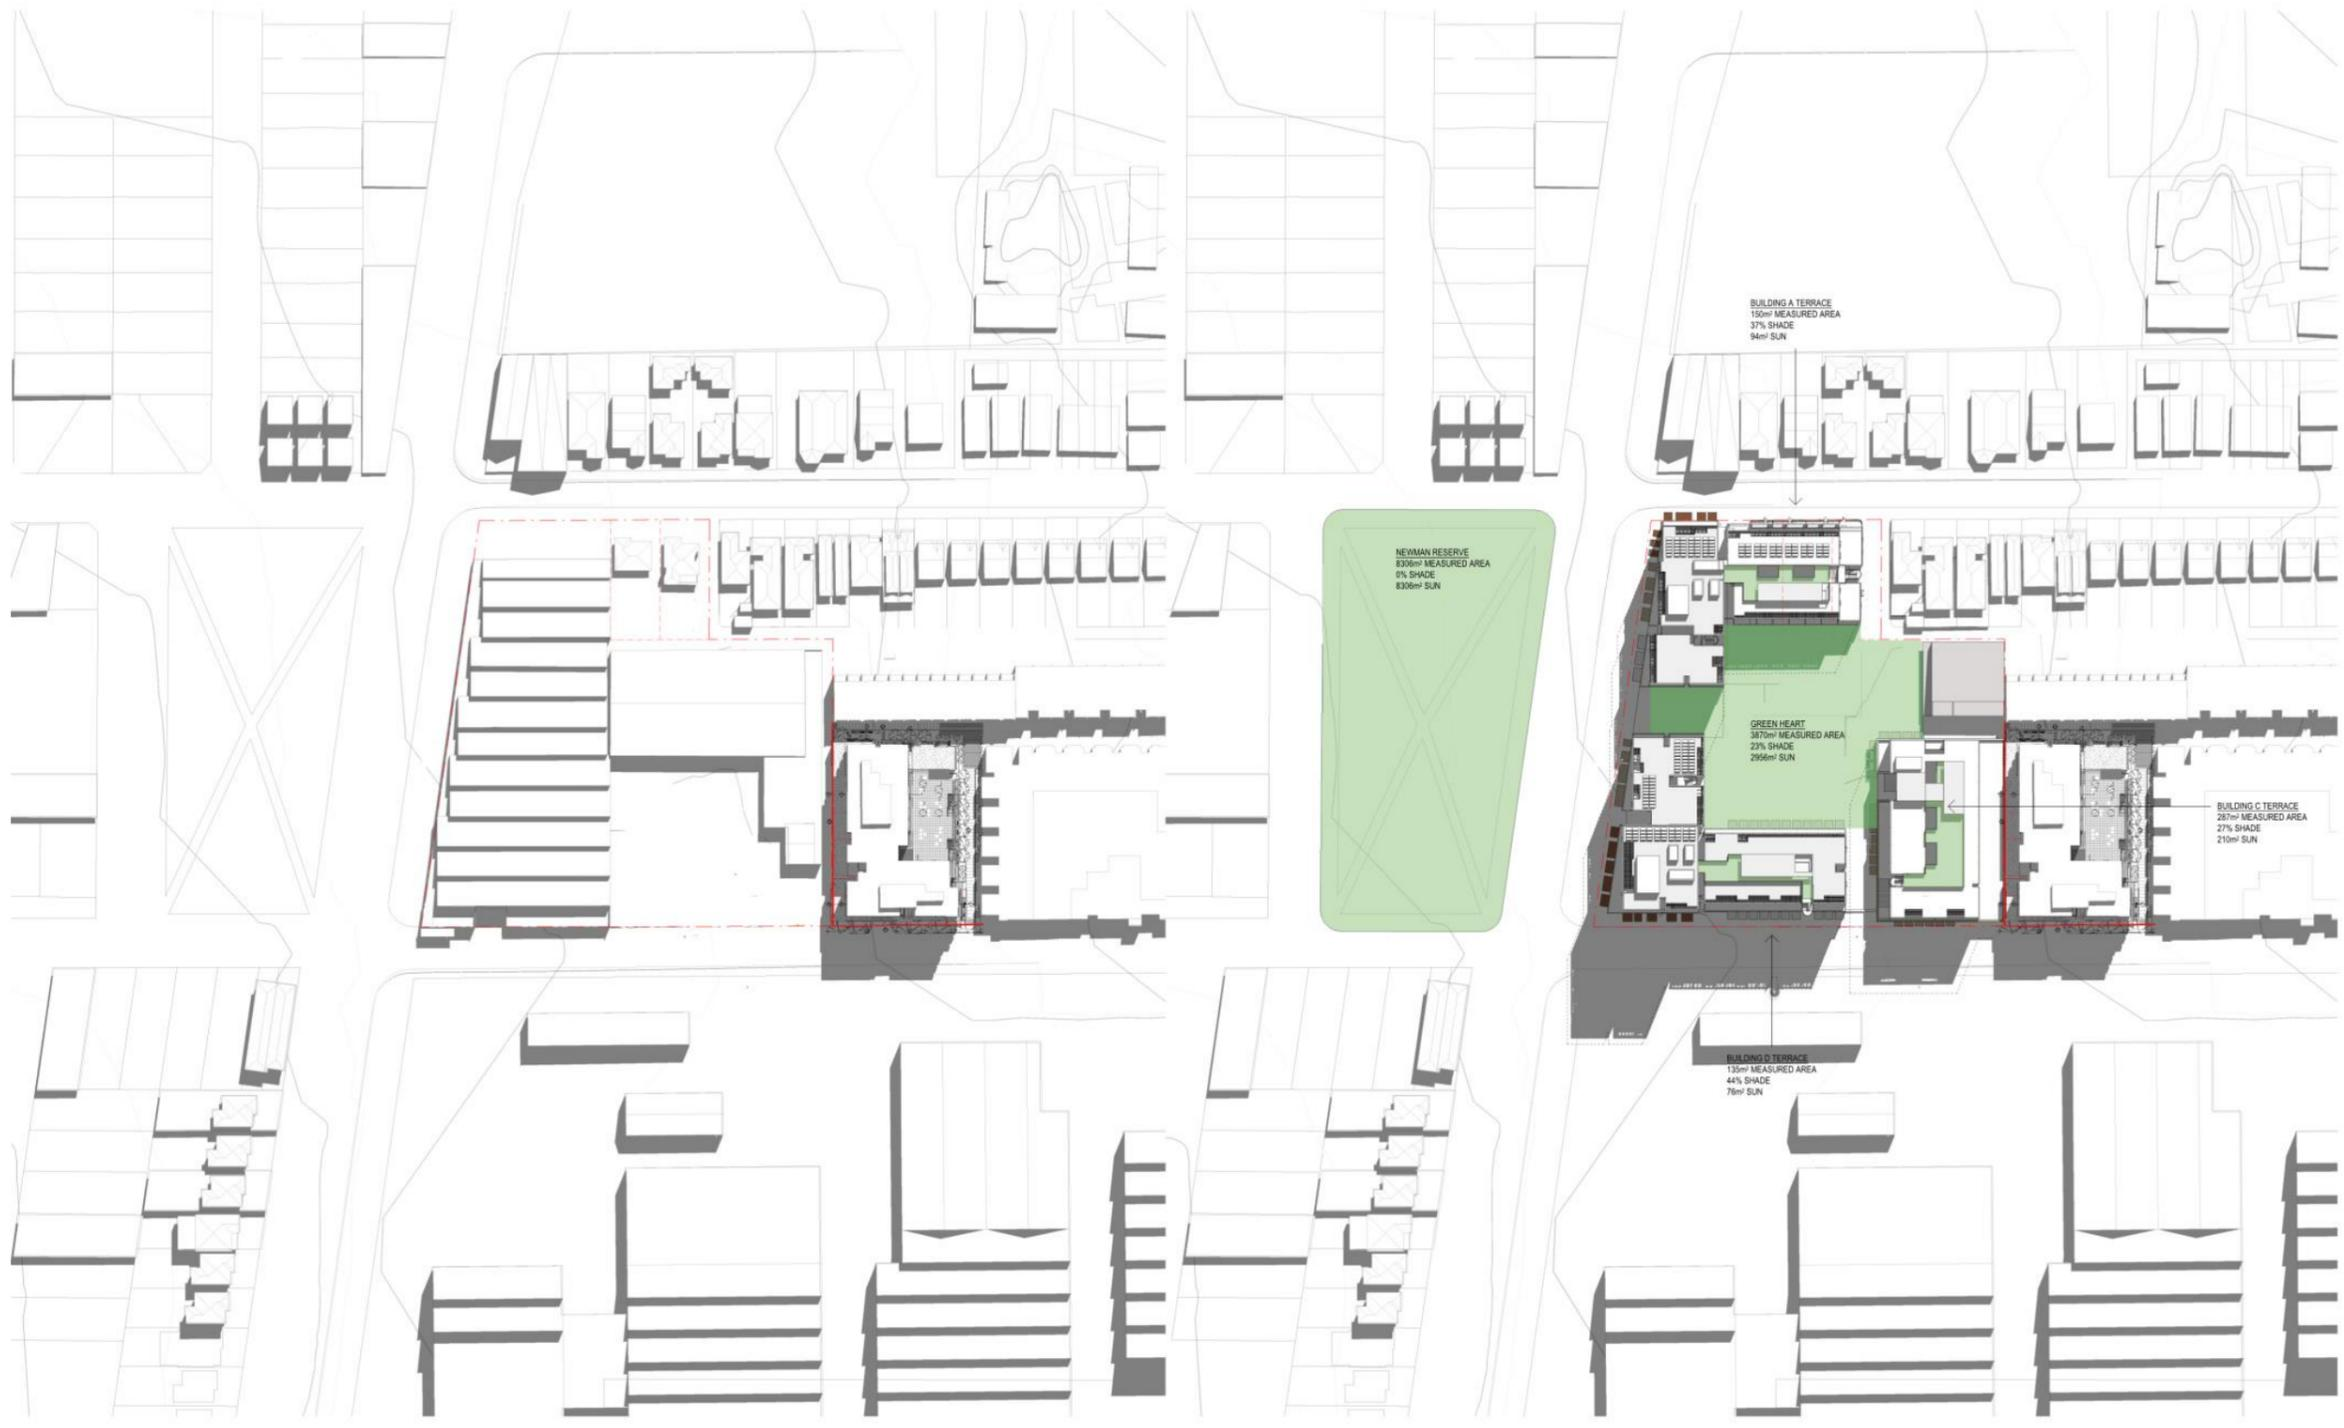 BUILDING A TERRACE
150m² MEASURED AREA
37% SHADE
94m² SUN
NEWMAN RESERVE
8306m² MEASURED AREA
0% SHADE
8306m² SUN
GREEN HEART
3870m² MEASURED AREA
23% SHADE
2956m² SUN
BUILDING C TERRACE
287m² MEASURED AREA
27% SHADE
210m² SUN
BUILDING D TERRACE
135m² MEASURED AREA
44% SHADE
76m² SUN